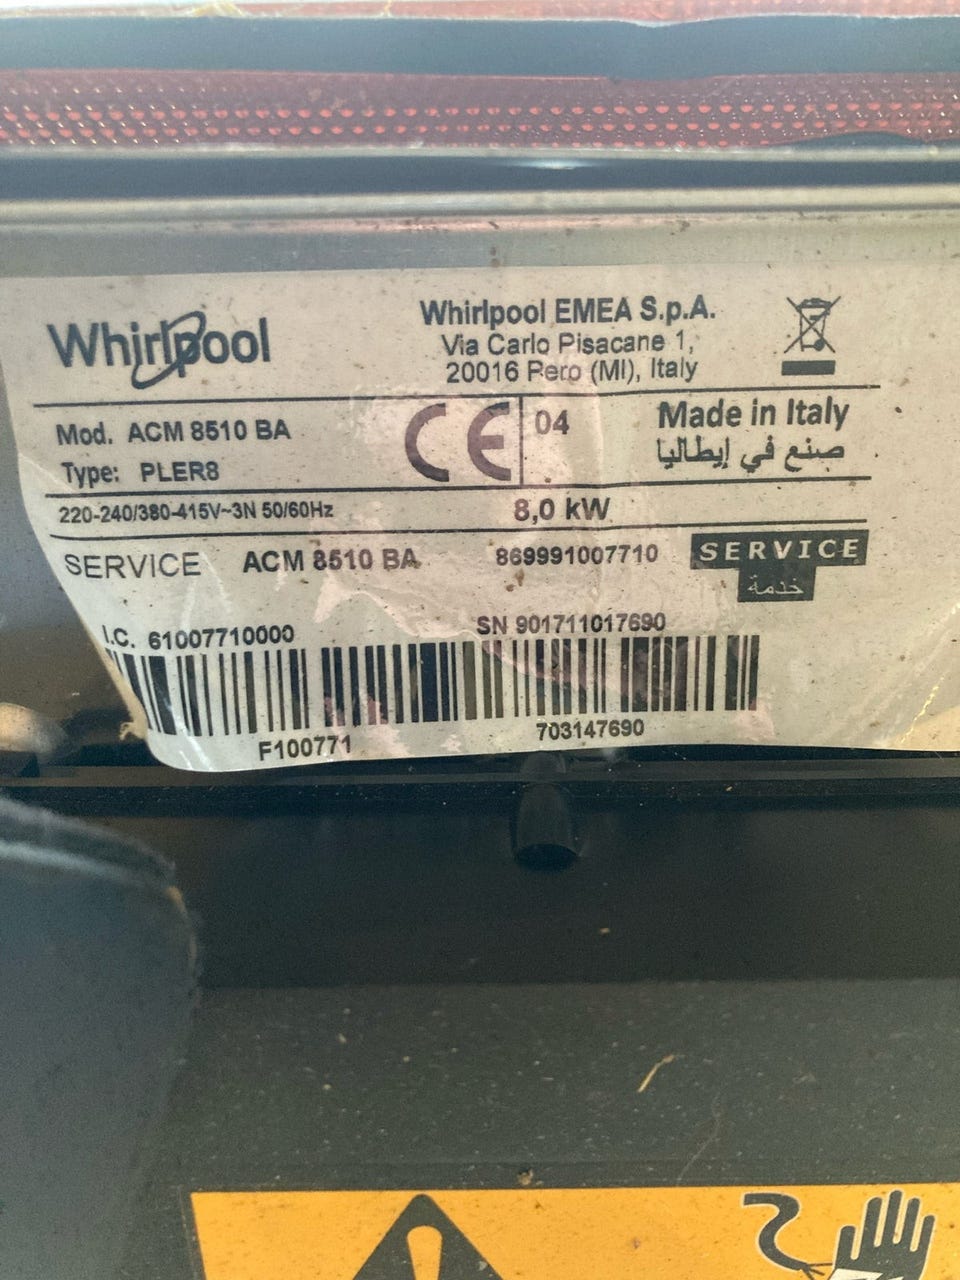 Whirlpool
Whirlpool EMEA S.p.A.
Via Carlo Pisacane 1,
20016 Pero (MI), Italy
Mod. ACM 8510 BA
Type: PLER8
CE
04
Made in Italy
صنع في إيطاليا
220-240/380-415V~3N 50/60Hz
8,0 kW
SERVICE ACM 8510 BA 869991007710
SERVICE
خدمة
I.C. 61007710000
SN 901711017690
F100771
703147690